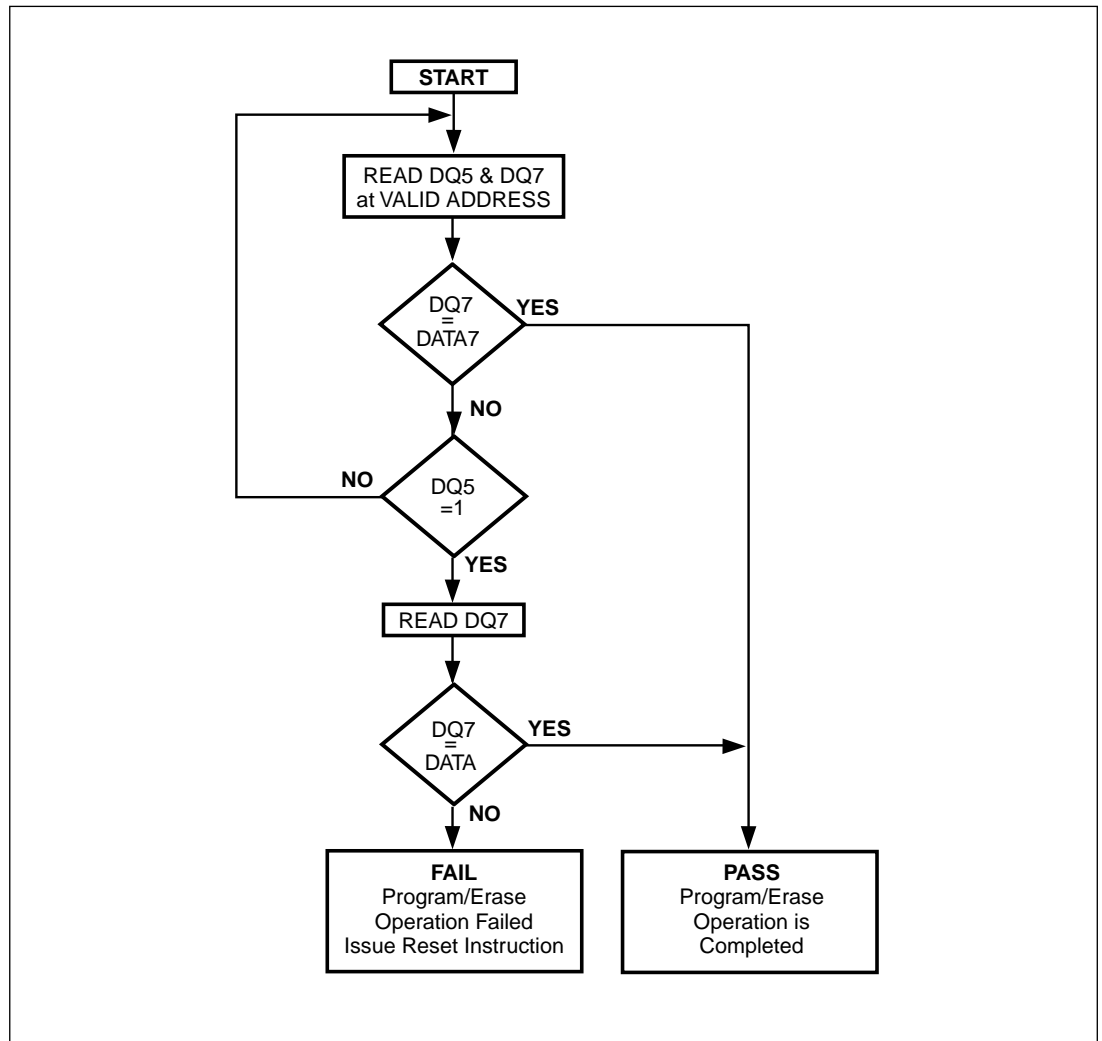 START
READ DQ5 & DQ7
at VALID ADDRESS
DQ7
=
DATA7
YES
NO
DQ5
=1
NO
YES
READ DQ7
DQ7
=
DATA
YES
NO
FAIL
Program/Erase
Operation Failed
Issue Reset Instruction
PASS
Program/Erase
Operation is
Completed